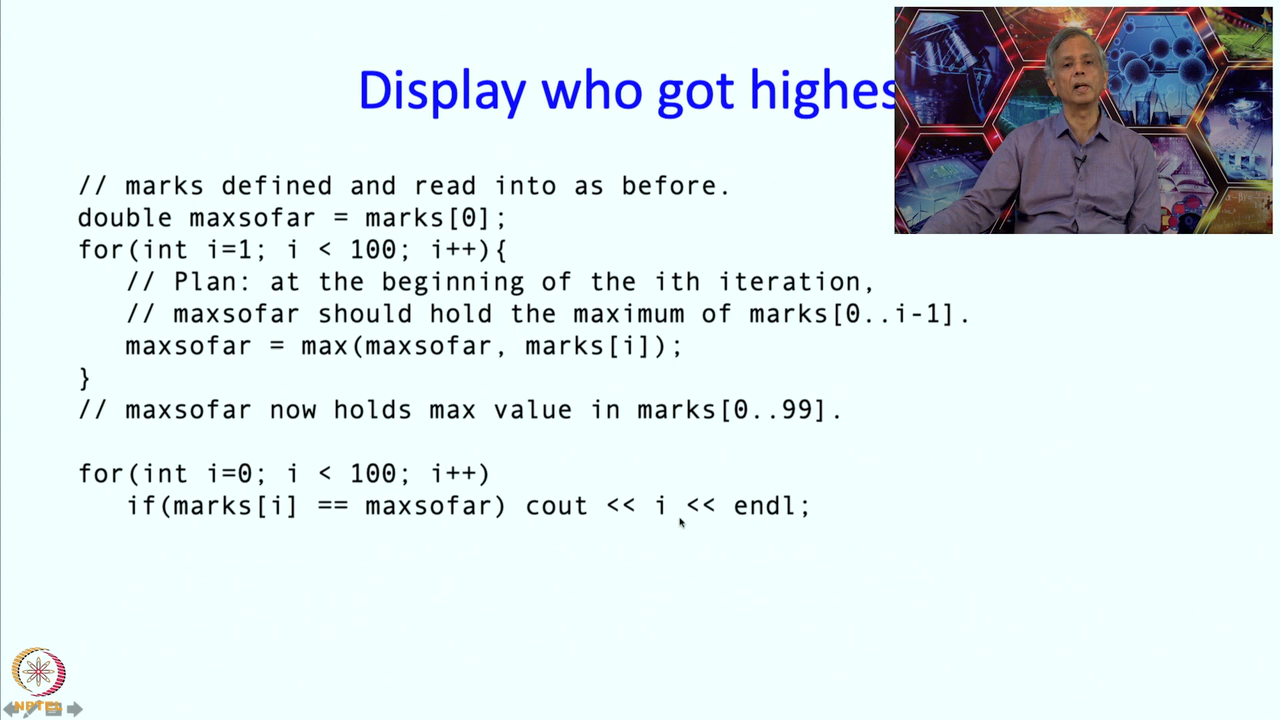 Display who got highes
// marks defined and read into as before.
double maxsofar = marks[0];
for(int i=1; i < 100; i++){
// Plan: at the beginning of the ith iteration,
// maxsofar should hold the maximum of marks[0..i-1].
maxsofar = max(maxsofar, marks[i]);
}
// maxsofar now holds max value in marks[0..99].
for(int i=0; i < 100; i++)
if(marks[i] == maxsofar) cout << i << endl;
NPTEL